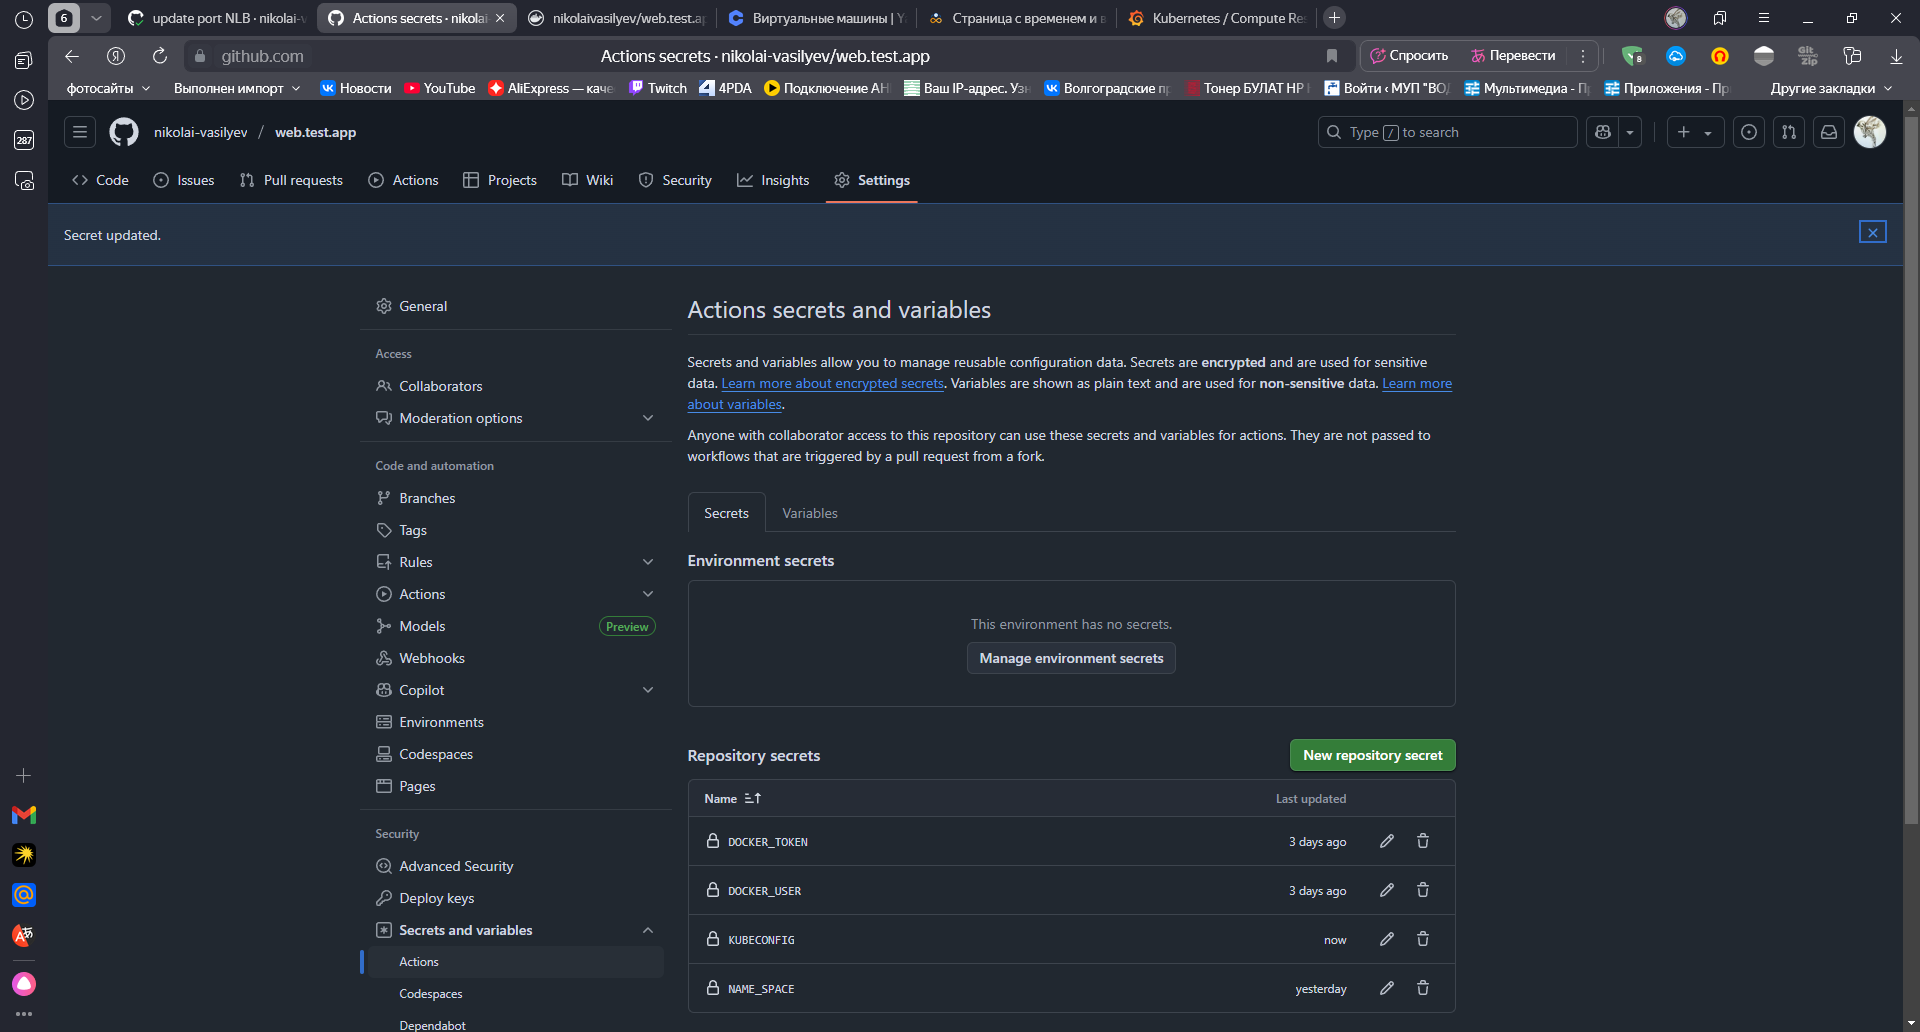 6
update port NLB · nikolai-v
Actions secrets · nikolai-
nikolaivasilyev/web.test.ap
Виртуальные машины | Y
Страница с временем и в
Kubernetes / Compute Res
github.com
Actions secrets · nikolai-vasilyev/web.test.app
Спросить
Перевести
8
фотосайты
Выполнен импорт
Новости
YouTube
AliExpress — каче
Twitch
4PDA
Подключение АН
Ваш IP-адрес. Узн
Волгоградские п
Тонер БУЛАТ HP
Войти ‹ МУП "ВОД
Мультимедиа - П
Приложения - Пр
Другие закладки
287
nikolai-vasilyev / web.test.app
Type / to search
Code
Issues
Pull requests
Actions
Projects
Wiki
Security
Insights
Settings
Secret updated.
General
Access
Collaborators
Moderation options
Code and automation
Branches
Tags
Rules
Actions
Models
Preview
Webhooks
Copilot
Environments
Codespaces
Pages
Security
Advanced Security
Deploy keys
Secrets and variables
Actions
Codespaces
Dependabot
Actions secrets and variables
Secrets and variables allow you to manage reusable configuration data. Secrets are encrypted and are used for sensitive
data. Learn more about encrypted secrets. Variables are shown as plain text and are used for non-sensitive data. Learn more
about variables.
Anyone with collaborator access to this repository can use these secrets and variables for actions. They are not passed to
workflows that are triggered by a pull request from a fork.
Secrets
Variables
Environment secrets
This environment has no secrets.
Manage environment secrets
Repository secrets
New repository secret
Name
Last updated
DOCKER_TOKEN
3 days ago
DOCKER_USER
3 days ago
KUBECONFIG
now
NAME_SPACE
yesterday